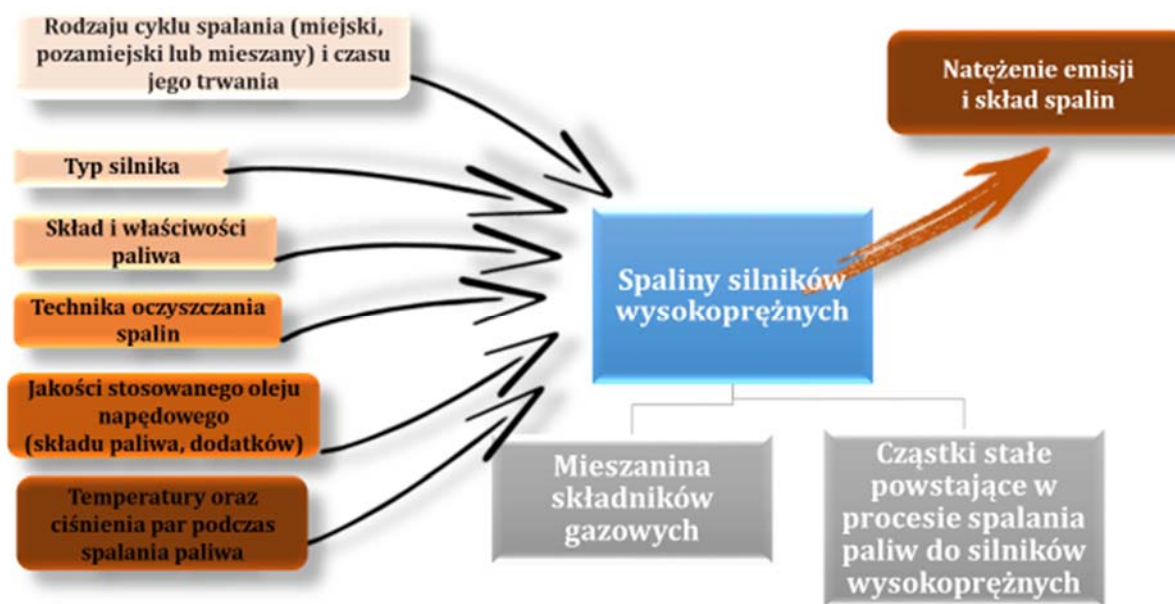 Rodzaju cyklu spalania (miejski,
pozamiejski lub mieszany) i czasu
jego trwania
Typ silnika
Skład i właściwości
paliwa
Technika oczyszczania
spalin
Jakości stosowanego oleju
napędowego
(składu paliwa, dodatków)
Temperatury oraz
ciśnienia par podczas
spalania paliwa
Natężenie emisji
i skład spalin
Spaliny silników
wysokoprężnych
Mieszanina
składników
gazowych
Cząstki stałe
powstające w
procesie spalania
paliw do silników
wysokoprężnych